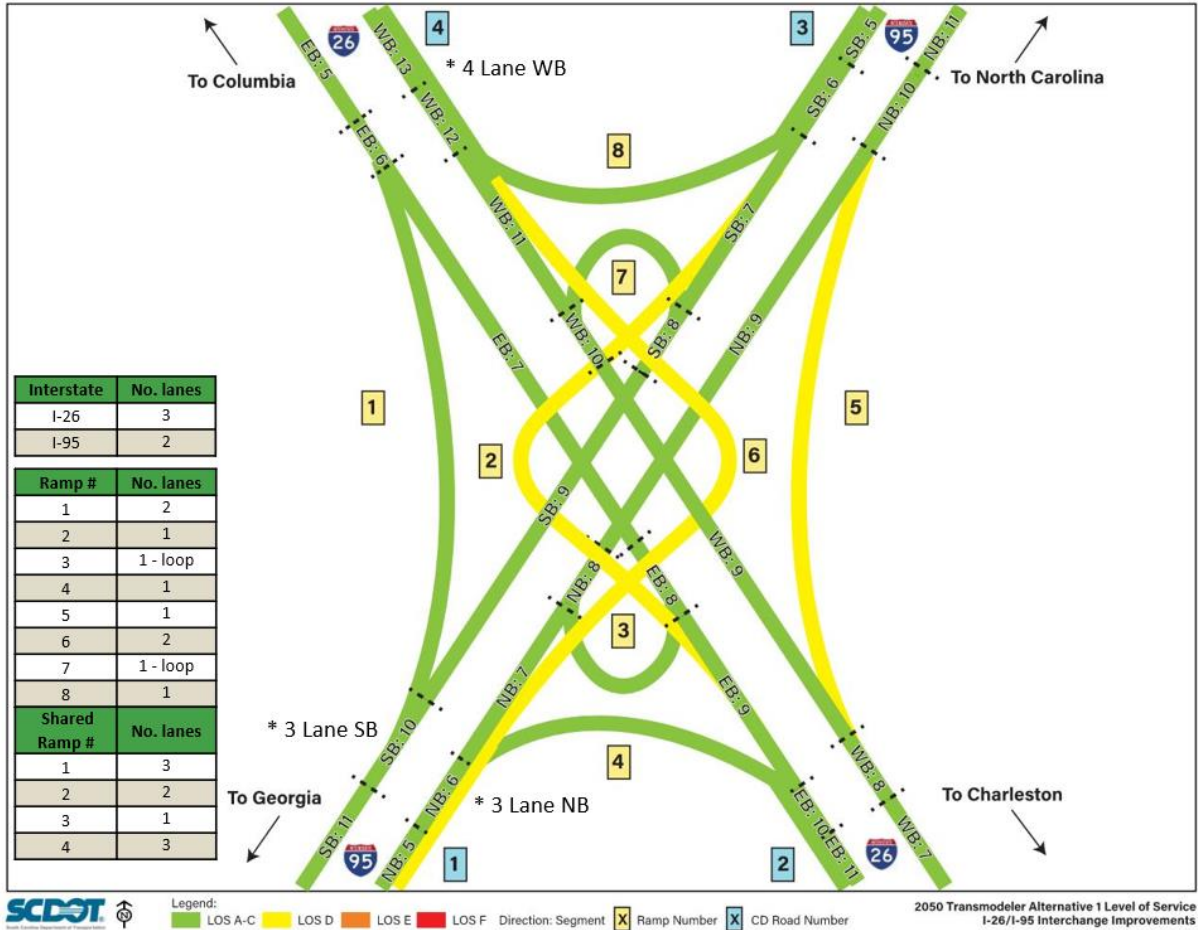 26
4
3
95
WB: 13
SB: 5
NB: 11
EB: 5
* 4 Lane WB
To Columbia
To North Carolina
WB: 12
SB: 6
NB: 10
EB: 6
8
WB: 11
SB: 7
7
WB: 10
SB: 8
NB: 9
EB: 7
Interstate No. lanes
I-26 3
I-95 2
1
5
2
6
Ramp # No. lanes
1 2
2 1
3 1 - loop
4 1
5 1
6 2
7 1 - loop
8 1
Shared
Ramp # No. lanes
1 3
2 2
3 1
4 3
SB: 9
WB: 9
NB: 8
EB: 8
3
NB: 7
EB: 9
* 3 Lane SB
SB: 10
4
WB: 8
NB: 6
* 3 Lane NB
EB: 10
To Georgia
To Charleston
SB: 11
NB: 5
WB: 7
EB: 11
95
1
2
26
SCDOT
South Carolina Department of Transportation
N
Legend:
LOS A-C LOS D LOS E LOS F Direction: Segment X Ramp Number X CD Road Number
2050 Transmodeler Alternative 1 Level of Service
I-26/I-95 Interchange Improvements